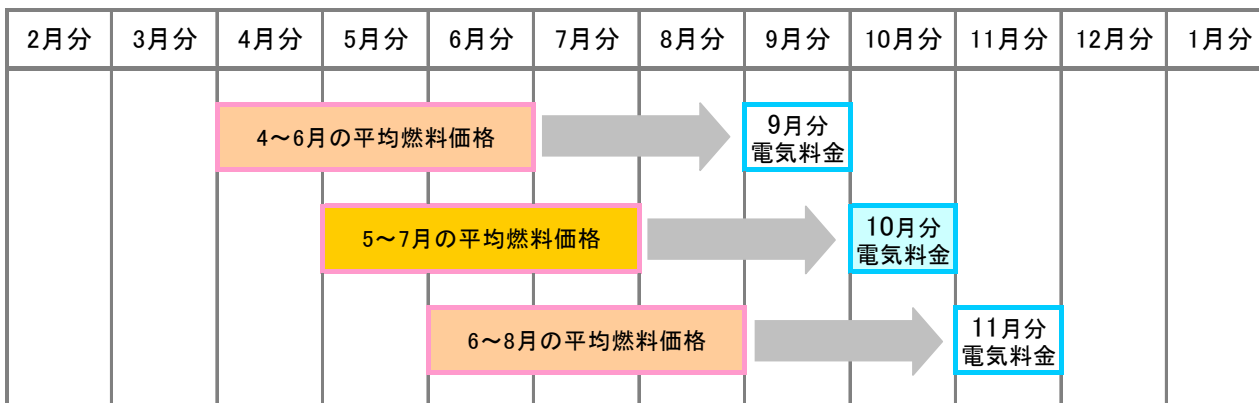 2月分 3月分 4月分 5月分 6月分 7月分 8月分 9月分 10月分 11月分 12月分 1月分
4～6月の平均燃料価格
9月分
電気料金
5～7月の平均燃料価格
10月分
電気料金
6～8月の平均燃料価格
11月分
電気料金